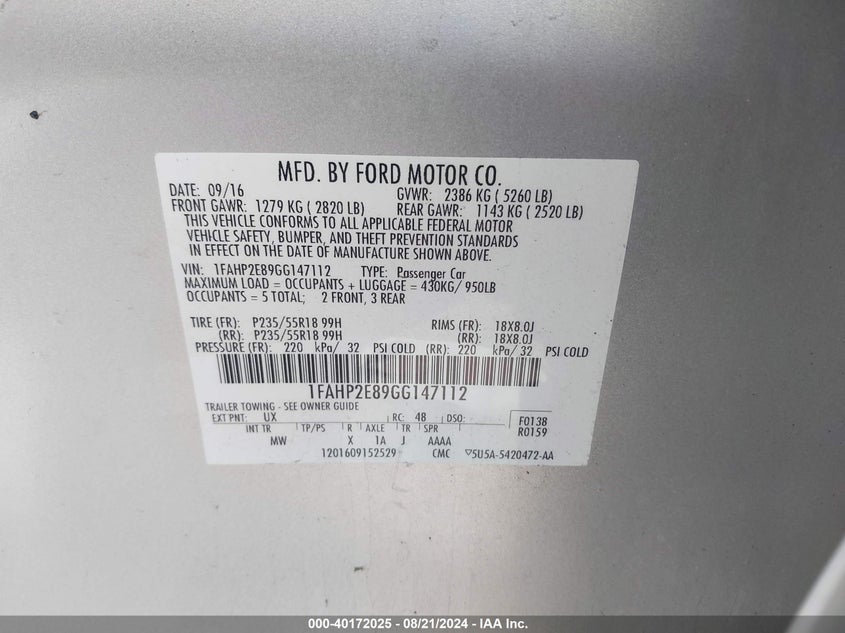 MFD. BY FORD MOTOR CO.
DATE: 09/16 GVWR: 2386 KG ( 5260 LB)
FRONT GAWR: 1279 KG ( 2820 LB) REAR GAWR: 1143 KG ( 2520 LB)
THIS VEHICLE CONFORMS TO ALL APPLICABLE FEDERAL MOTOR
VEHICLE SAFETY, BUMPER, AND THEFT PREVENTION STANDARDS
IN EFFECT ON THE DATE OF MANUFACTURE SHOWN ABOVE.
VIN: 1FAHP2E89GG147112 TYPE: Passenger Car
MAXIMUM LOAD = OCCUPANTS + LUGGAGE = 430KG/ 950LB
OCCUPANTS = 5 TOTAL; 2 FRONT, 3 REAR
TIRE (FR): P235/55R18 99H RIMS (FR): 18X8.0J
(RR): P235/55R18 99H (RR): 18X8.0J
PRESSURE (FR): 220 kPa/ 32 PSI COLD (RR): 220 kPa/ 32 PSI COLD
1FAHP2E89GG147112
TRAILER TOWING - SEE OWNER GUIDE
EXT PNT: UX RC: 48 DSO: F0138
INT TR TP/PS R AXLE TR SPR R0159
MW X 1A J AAAA
1201609152529 CMC ▽5U5A-5420472-AA
000-40172025 - 08/21/2024 - IAA Inc.